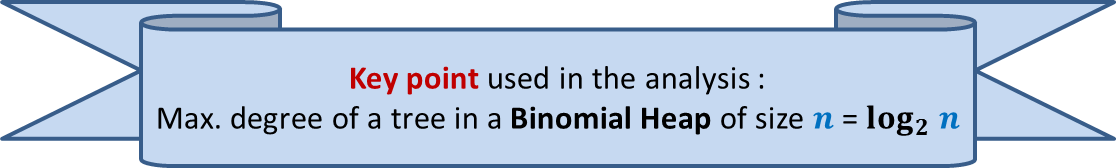 Key point used in the analysis :
Max. degree of a tree in a Binomial Heap of size n = log₂ n